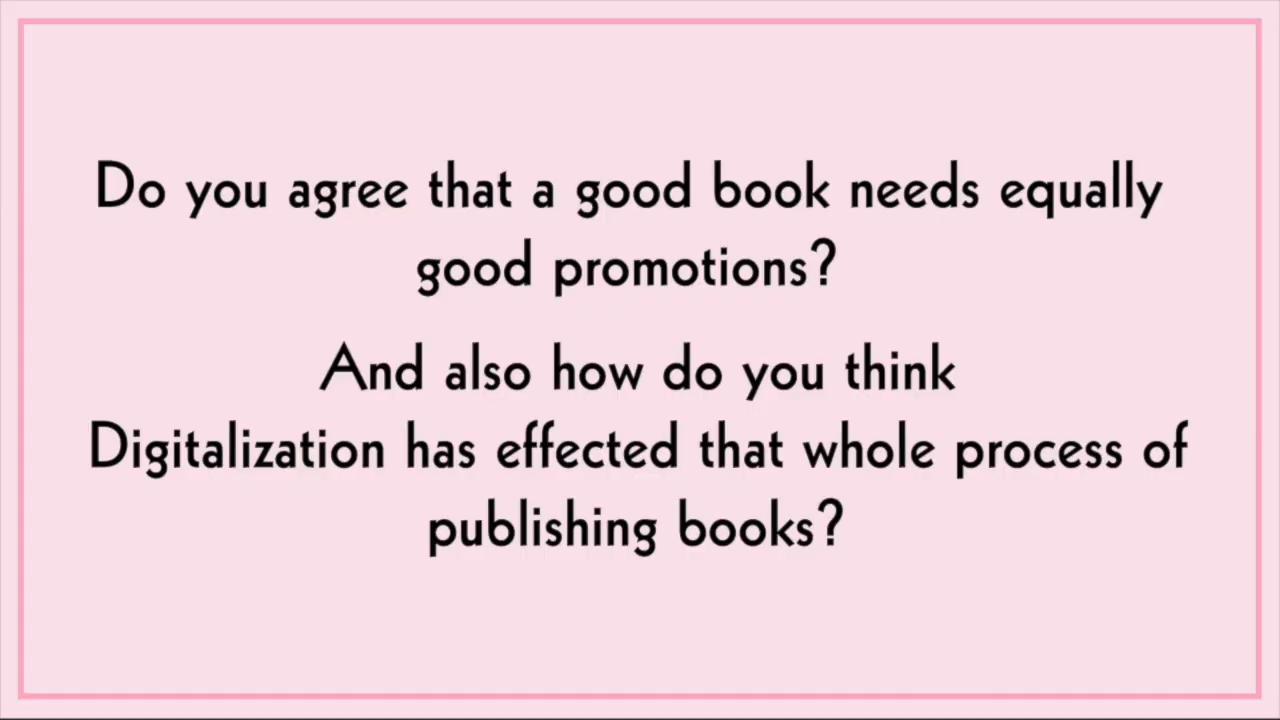 Do you agree that a good book needs equally
good promotions?
And also how do you think
Digitalization has effected that whole process of
publishing books?